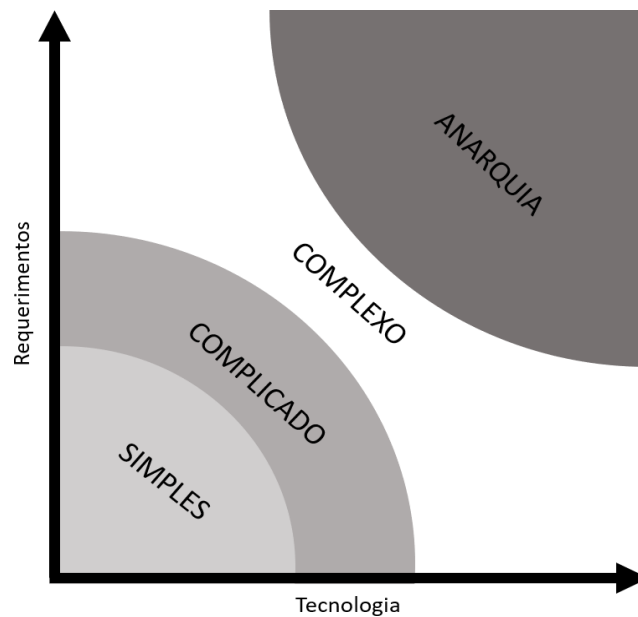 ANARQUIA
COMPLEXO
Requerimentos
COMPLICADO
SIMPLES
Tecnologia